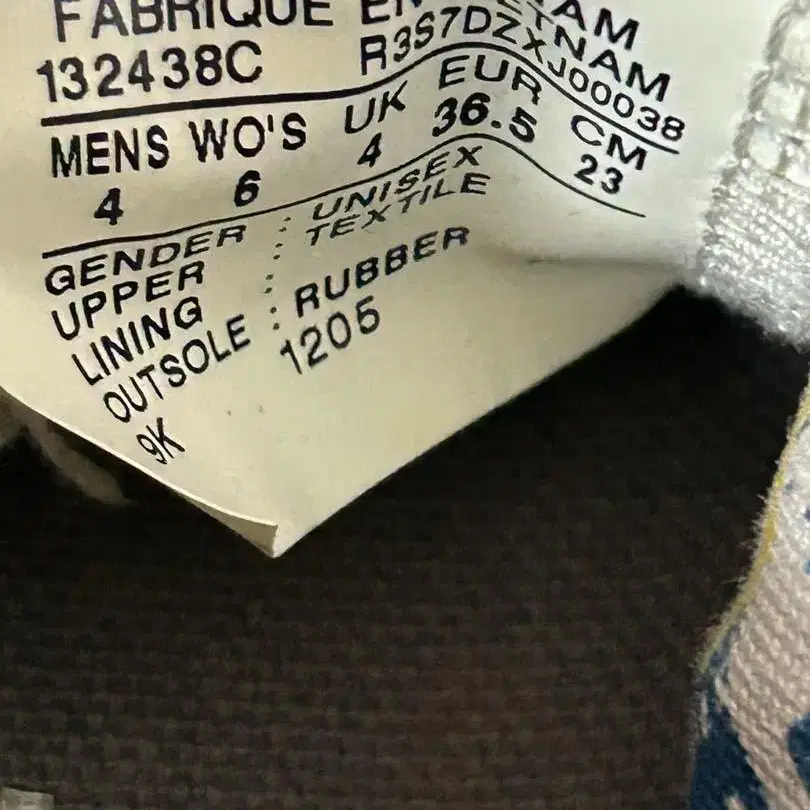 FABRIQUE EN
132438C R3S7DZXJ00038
MENS WO'S UK EUR CM
4 6 4 36.5 23
GENDER : UNISEX
UPPER : TEXTILE
LINING :
OUTSOLE : RUBBER
9K 1205